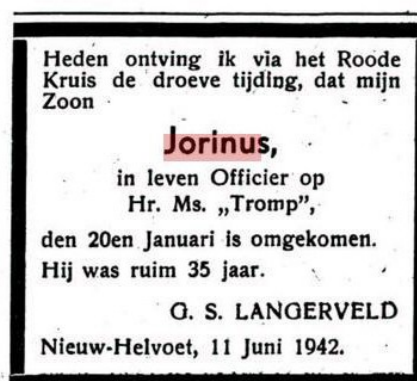 Heden ontving ik via het Roode
Kruis de droeve tijding, dat mijn
Zoon
Jorinus,
in leven Officier op
Hr. Ms. „Tromp”,
den 20en Januari is omgekomen.
Hij was ruim 35 jaar.
G. S. LANGERVELD
Nieuw-Helvoet, 11 Juni 1942.